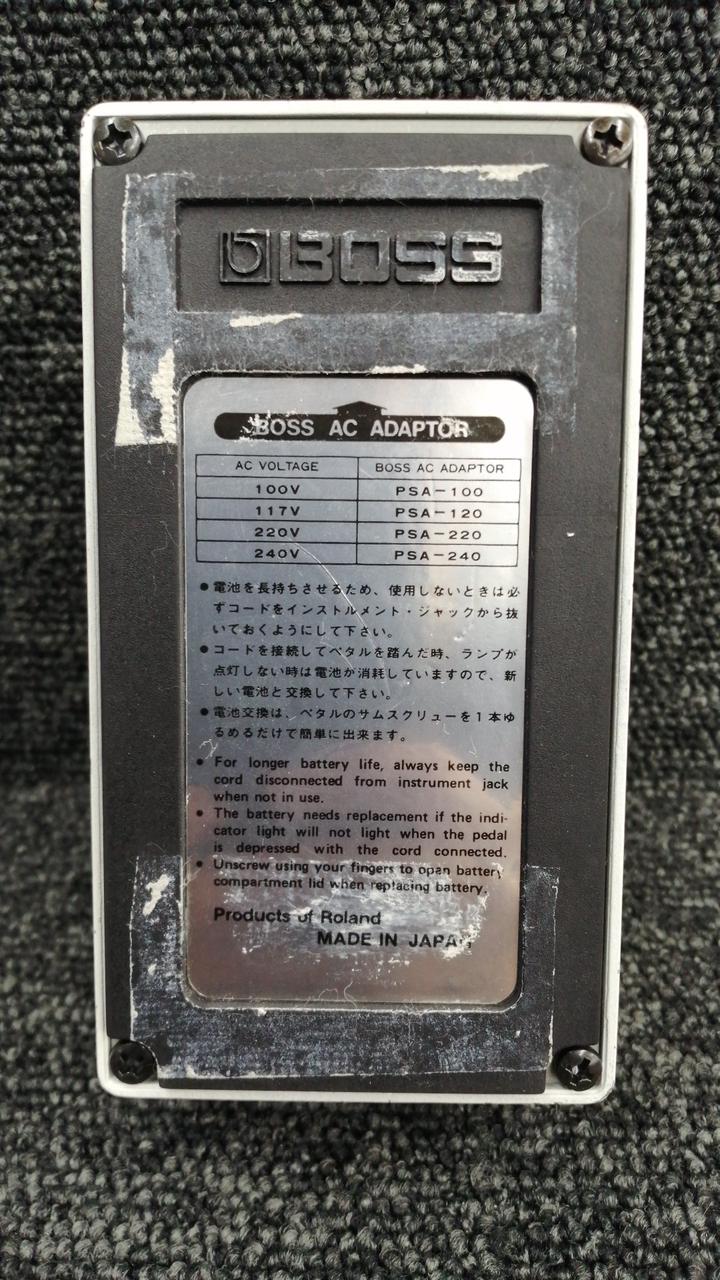 BOSS
BOSS AC ADAPTOR
AC VOLTAGE BOSS AC ADAPTOR
100V PSA-100
117V PSA-120
220V PSA-220
240V PSA-240
●電池を長持ちさせるため、使用しないときは必
ずコードをインストルメント・ジャックから抜
いておくようにして下さい。
●コードを接続してペタルを踏んだ時、ランプが
点灯しない時は電池が消耗していますので、新
しい電池と交換して下さい。
●電池交換は、ペタルのサムスクリューを1本ゆ
るめるだけで簡単に出来ます。
● For longer battery life, always keep the
cord disconnected from instrument jack
when not in use.
● The battery needs replacement if the indi-
cator light will not light when the pedal
is depressed with the cord connected.
● Unscrew using your fingers to opan battery
compartment lid when replacing battery.
Products of Roland
MADE IN JAPAN